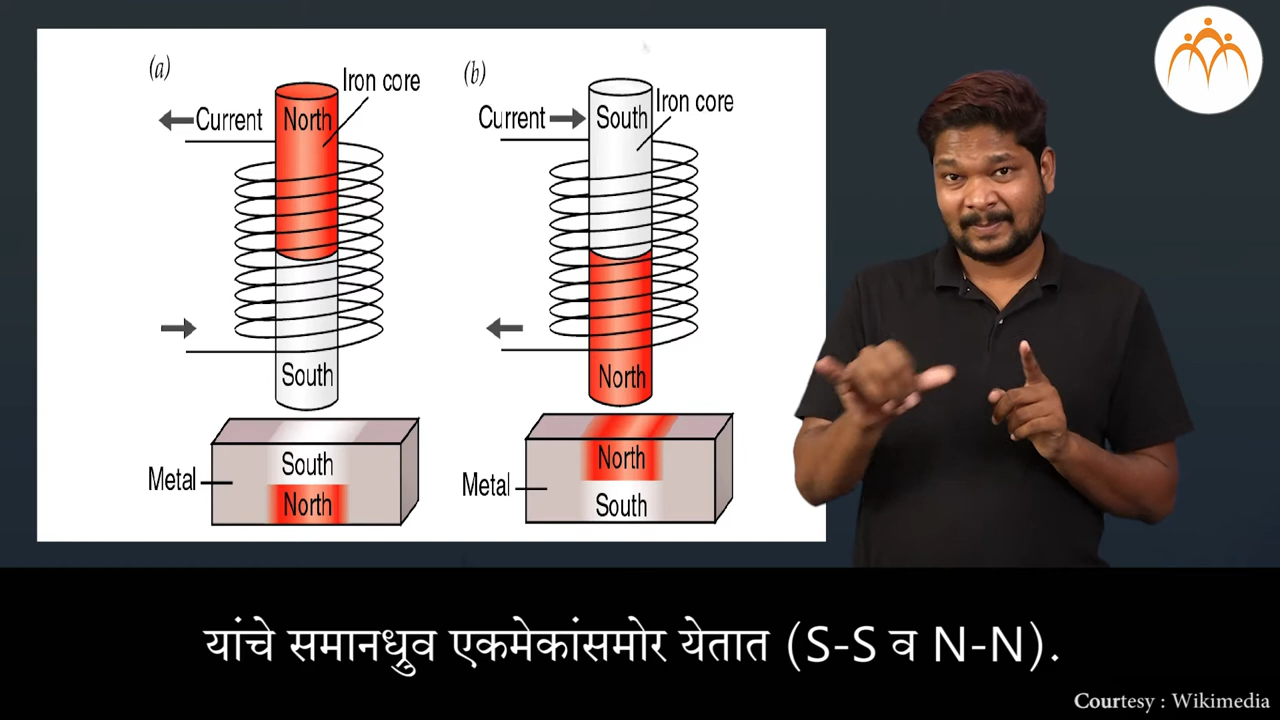 (a)
Iron core
Current
North
South
Metal
South
North
(b)
Iron core
Current
South
North
Metal
North
South
यांचे समानध्रुव एकमेकांसमोर येतात (S-S व N-N).
Courtesy : Wikimedia